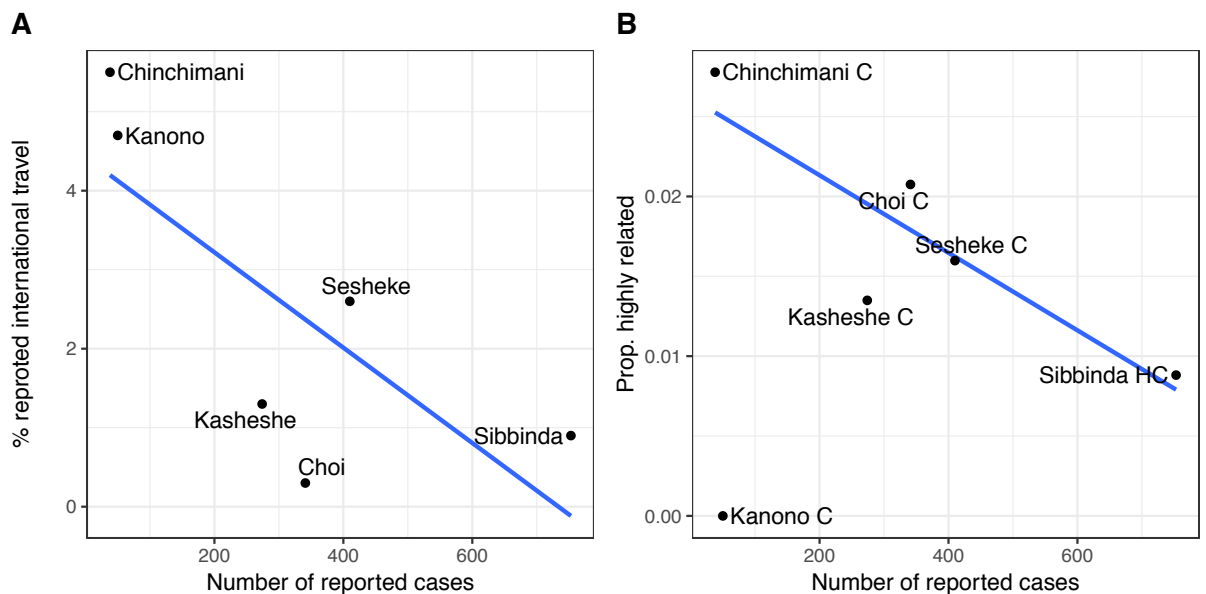 A
% reproted international travel
4
2
0
Chinchimani
Kanono
Sesheke
Kasheshe
Choi
Sibbinda
200
400
600
Number of reported cases
B
Prop. highly related
0.02
0.01
0.00
Chinchimani C
Choi C
Sesheke C
Kasheshe C
Sibbinda HC
Kanono C
200
400
600
Number of reported cases